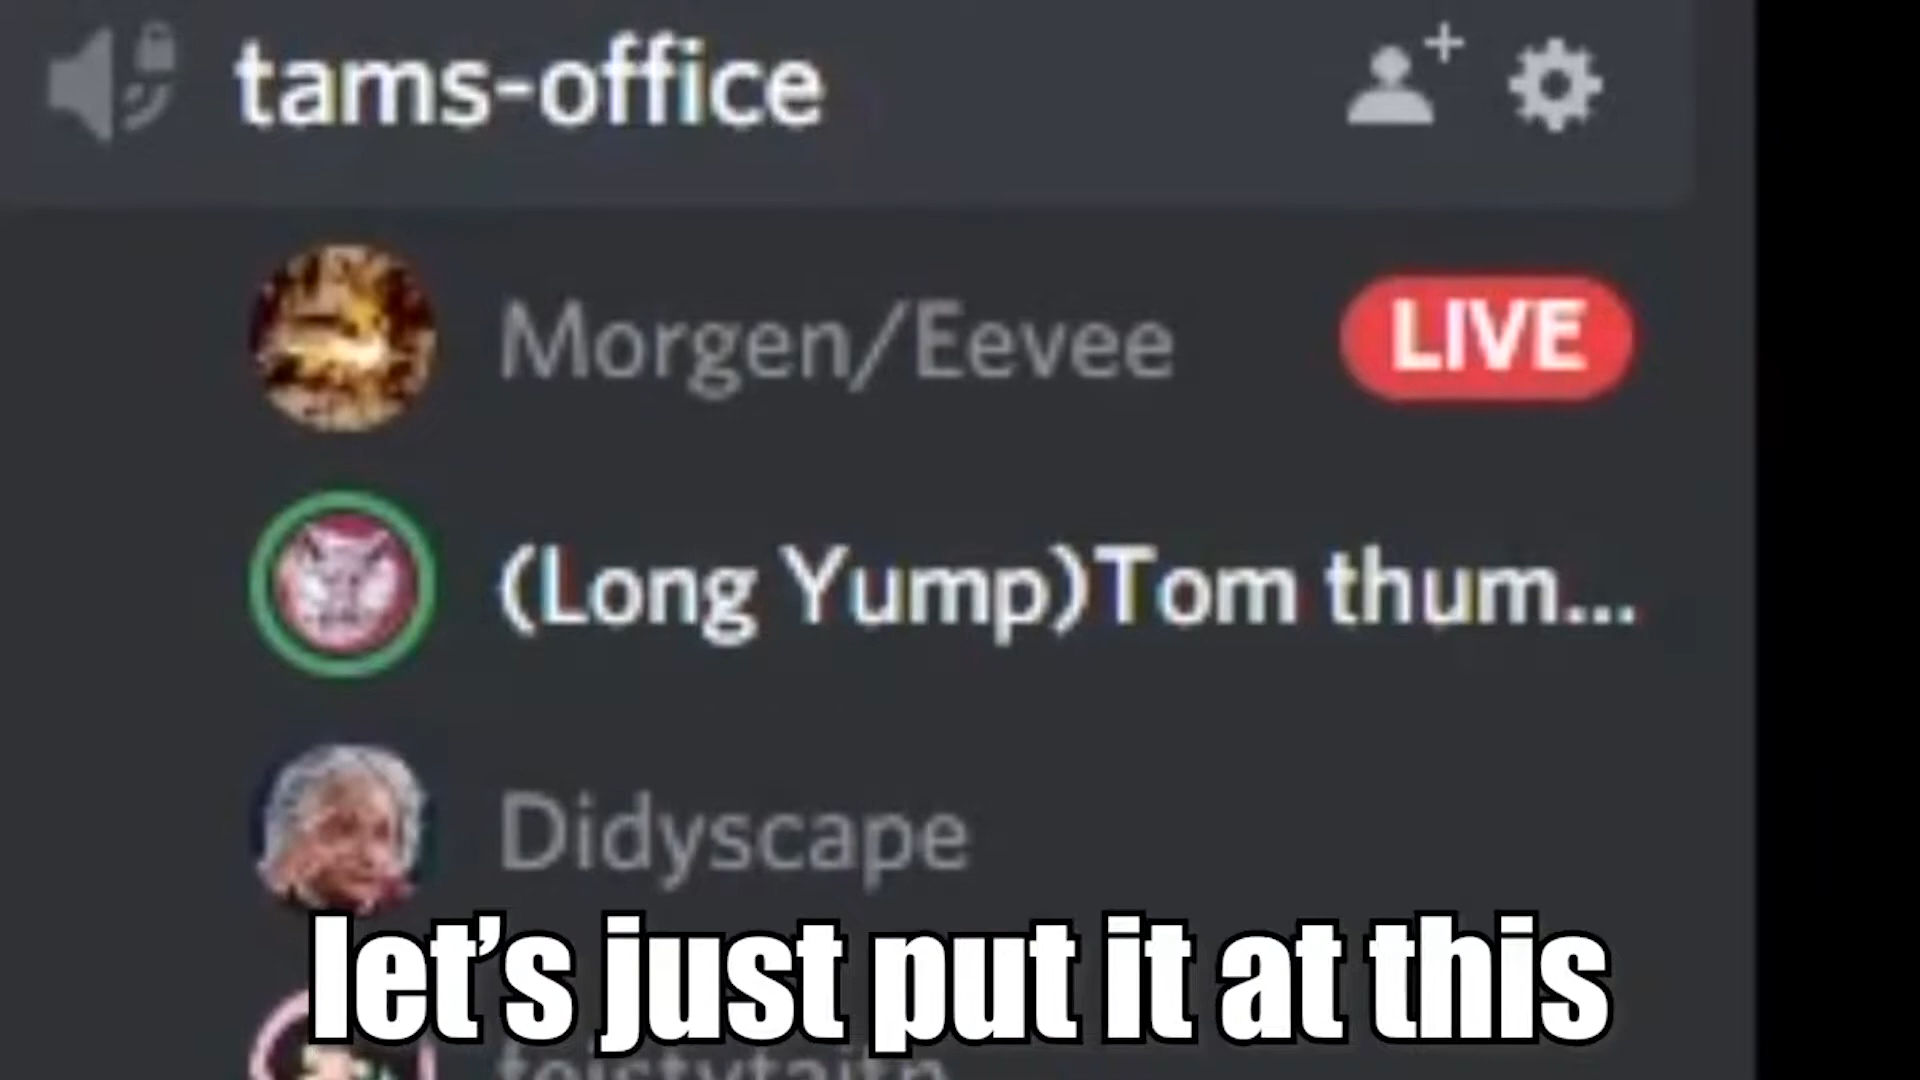 tams-office
Morgen/Eevee LIVE
(Long Yump)Tom thum...
Didyscape
let's just put it at this